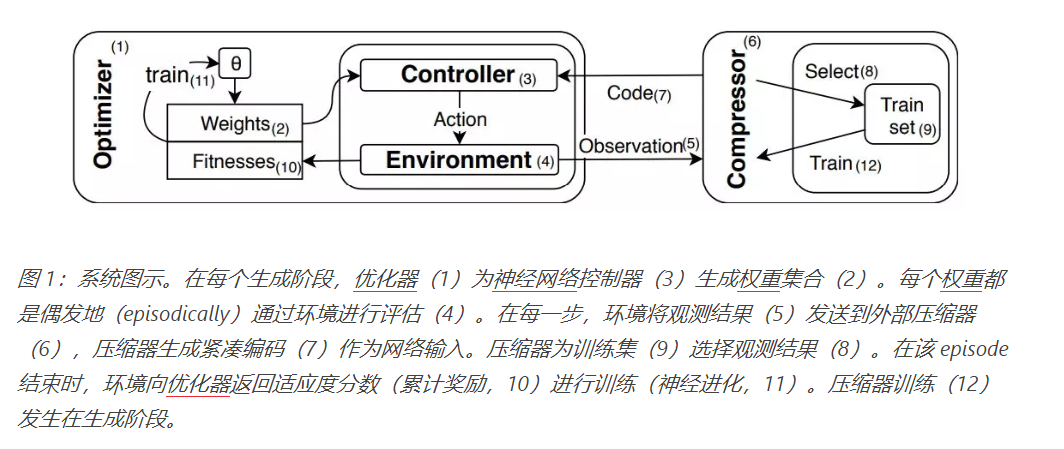 Optimizer
(1)
train(11)
θ
Weights(2)
Fitnesses(10)
Controller(3)
Action
Environment(4)
Code(7)
Observation(5)
Compressor
(6)
Select(8)
Train
set (9)
Train(12)
图1：系统图示。在每个生成阶段，优化器（1）为神经网络控制器（3）生成权重集合（2）。每个权重都
是偶发地（episodically）通过环境进行评估（4）。在每一步，环境将观测结果（5）发送到外部压缩器
（6），压缩器生成紧凑编码（7）作为网络输入。压缩器为训练集（9）选择观测结果（8）。在该 episode
结束时，环境向优化器返回适应度分数（累计奖励，10）进行训练（神经进化，11）。压缩器训练（12）
发生在生成阶段。